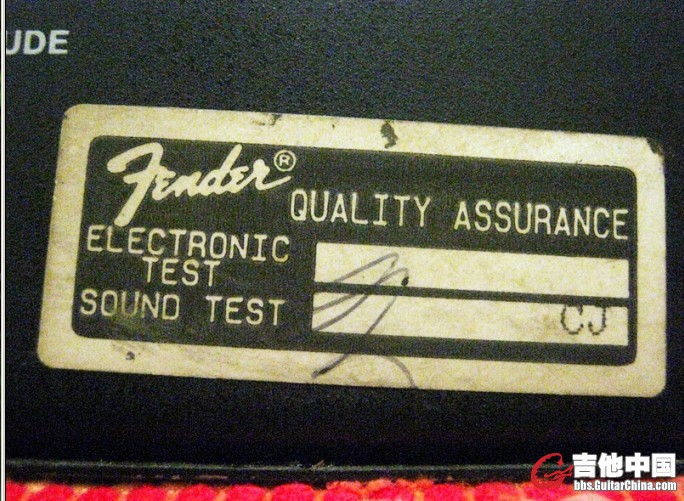 UDE
Fender®
QUALITY ASSURANCE
ELECTRONIC
TEST
SOUND TEST
CJ
吉他中国
bbs.GuitarChina.com